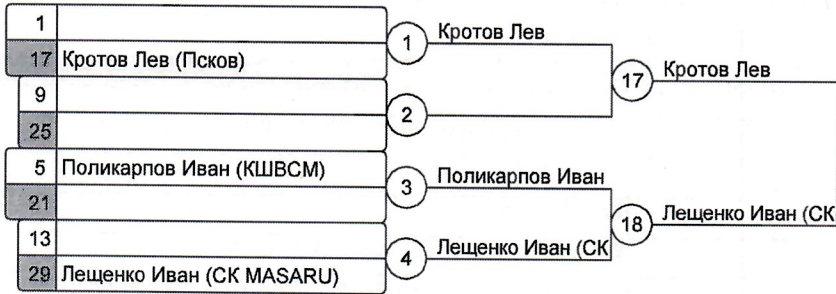 1
17 Кротов Лев (Псков)
1
Кротов Лев
17
Кротов Лев
9
25
2
5 Поликарпов Иван (КШВСМ)
21
3
Поликарпов Иван
18
Лещенко Иван (СК
13
29 Лещенко Иван (СК MASARU)
4
Лещенко Иван (СК